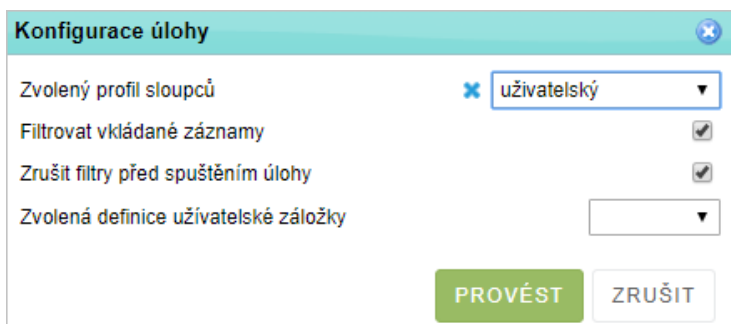 Konfigurace úlohy
Zvolený profil sloupců uživatelský
Filtrovat vkládané záznamy
Zrušit filtry před spuštěním úlohy
Zvolená definice užívatelské záložky
PROVÉST ZRUŠIT